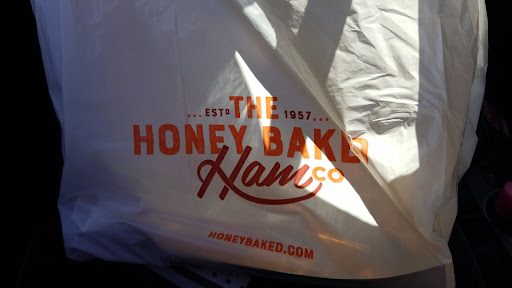 ...ESTD THE 1957...
HONEY BAKED
Ham CO
HONEYBAKED.COM